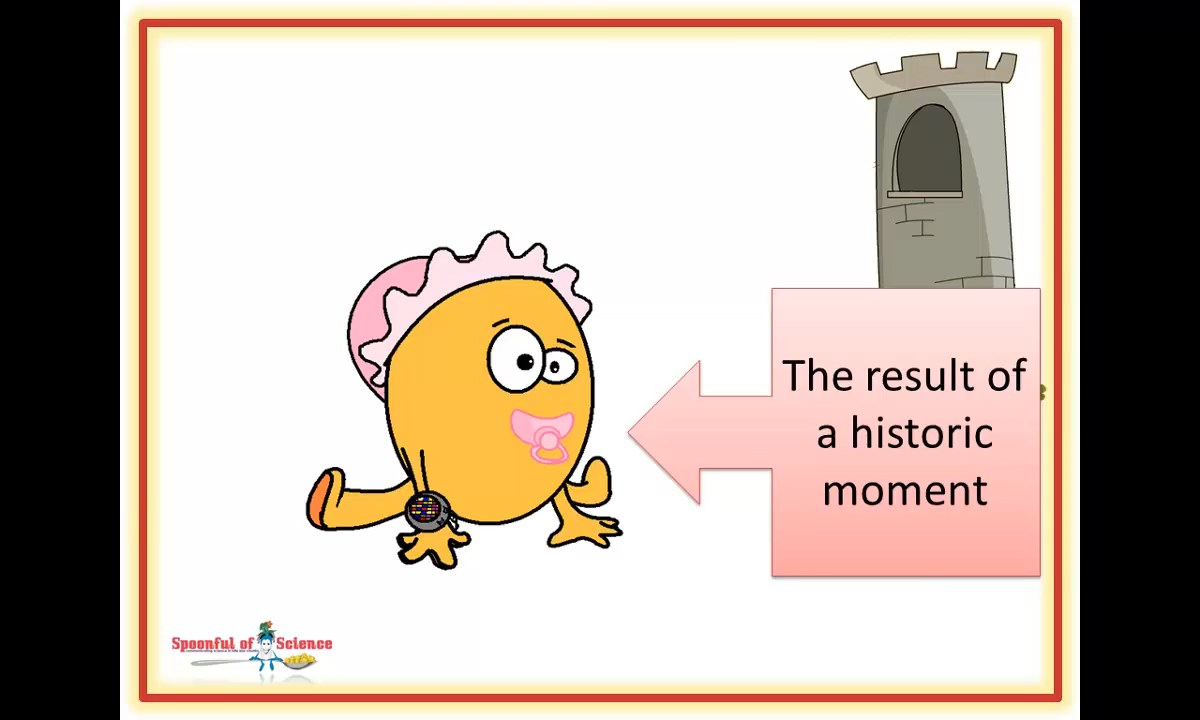 The result of
a historic
moment
Spoonful of Science